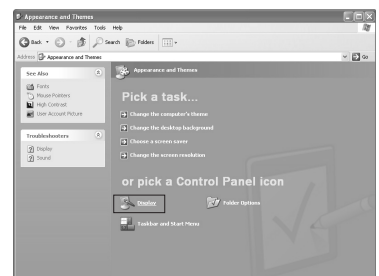 Appearance and Themes
File Edit View Favorites Tools Help
Back Search Folders
Address Appearance and Themes Go
See Also
Fonts
Mouse Pointers
High Contrast
User Account Picture
Troubleshooters
Display
Sound
Appearance and Themes
Pick a task...
Change the computer's theme
Change the desktop background
Choose a screen saver
Change the screen resolution
or pick a Control Panel icon
Display
Folder Options
Taskbar and Start Menu